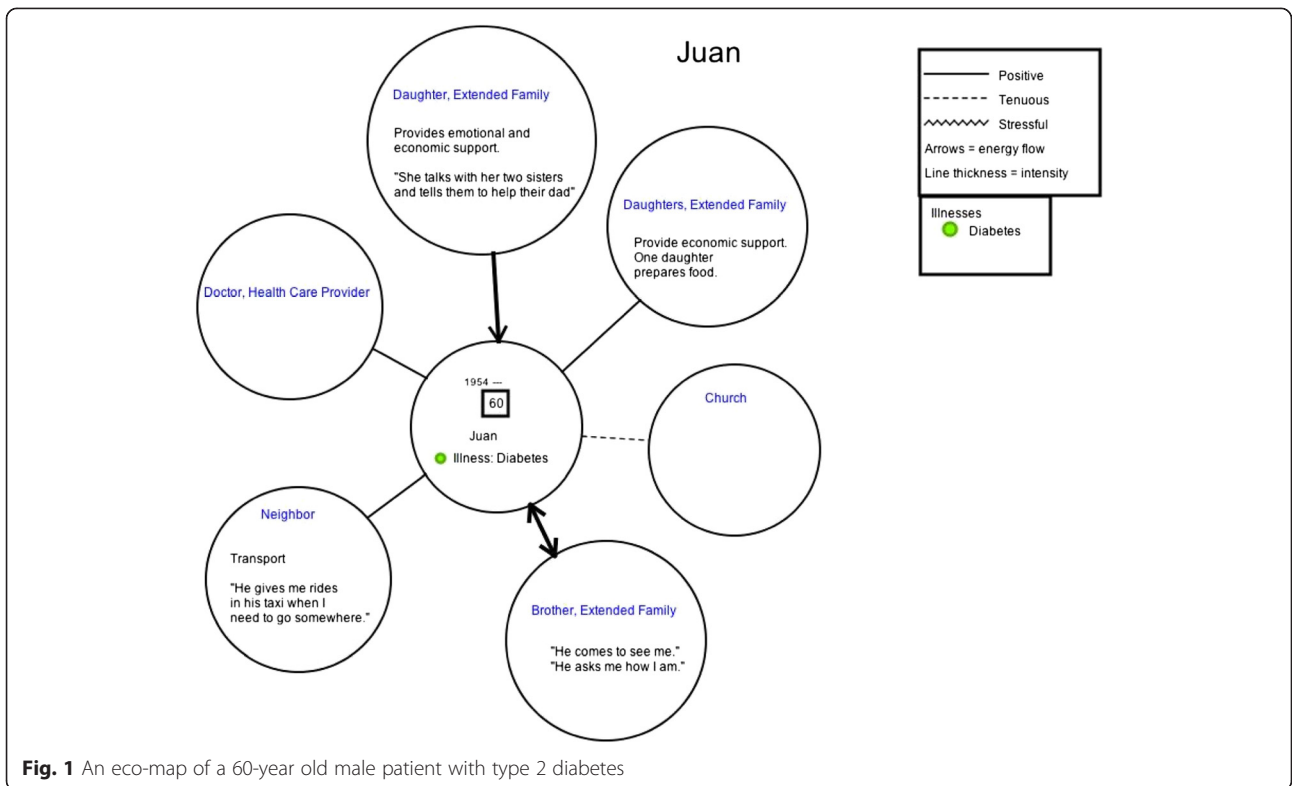 Juan
Positive
Tenuous
Stressful
Arrows = energy flow
Line thickness = intensity
Illnesses
Diabetes
Daughter, Extended Family
Provides emotional and
economic support.
"She talks with her two sisters
and tells them to help their dad"
Daughters, Extended Family
Provide economic support.
One daughter
prepares food.
Doctor, Health Care Provider
1954 —
60
Juan
Illness: Diabetes
Church
Neighbor
Transport
"He gives me rides
in his taxi when I
need to go somewhere."
Brother, Extended Family
"He comes to see me."
"He asks me how I am."
Fig. 1 An eco-map of a 60-year old male patient with type 2 diabetes